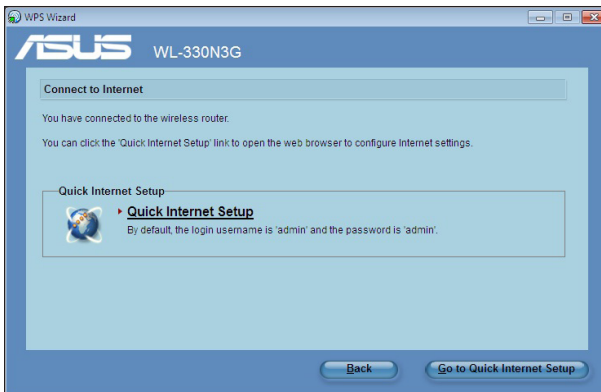 WPS Wizard
ASUS WL-330N3G
Connect to Internet
You have connected to the wireless router.
You can click the 'Quick Internet Setup' link to open the web browser to configure Internet settings.
Quick Internet Setup
Quick Internet Setup
By default, the login username is 'admin' and the password is 'admin'.
Back Go to Quick Internet Setup